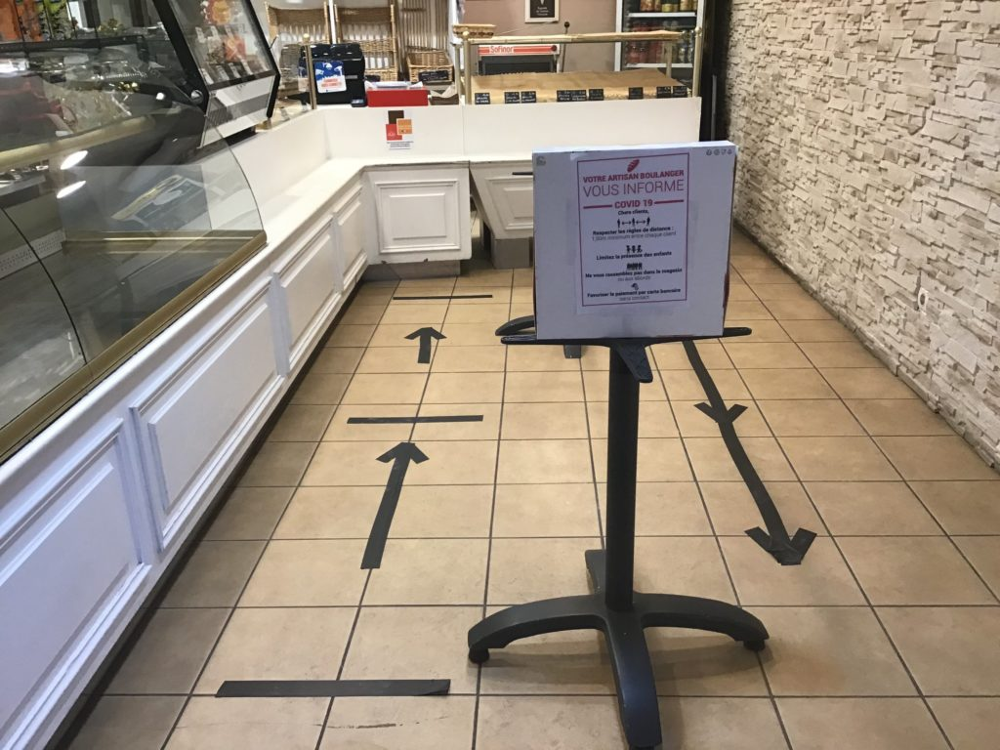 Sofinor
VOTRE ARTISAN BOULANGER
VOUS INFORME
COVID 19
Chers clients,
Respecter les règles de distance :
1,50m minimum entre chaque client
Limitez la présence des enfants
Ne vous rassemblez pas dans le magasin
ou aux abords
Favoriser le paiement par carte bancaire
sans contact